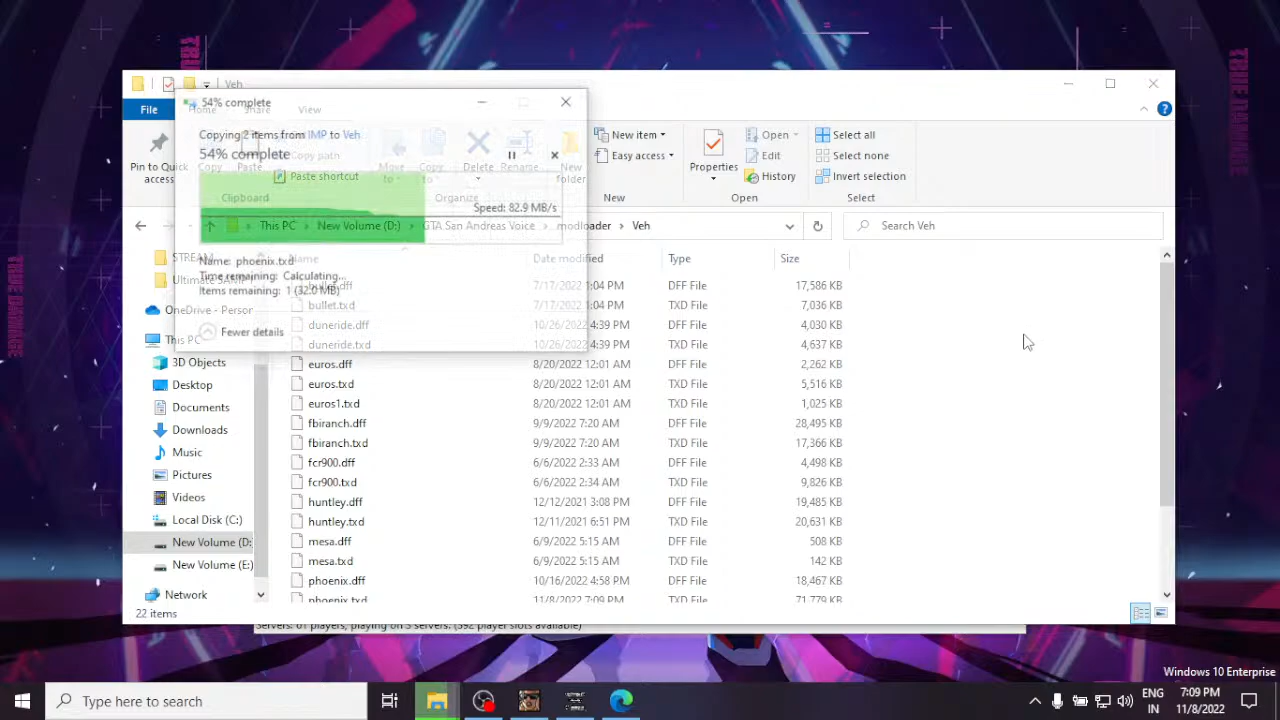 Veh
54% complete
File
Home
Share
View
Copying 2 items from IMP to Veh
54% complete
Pin to Quick access
Copy
Paste
Copy path
Paste shortcut
Clipboard
Move to
Copy
Delete
Rename
Organize
New folder
New item
Easy access
New
Properties
Open
Edit
History
Open
Select all
Select none
Invert selection
Speed: 82.9 MB/s
This PC
New Volume (D:)
GTA San Andreas Voice
modloader
Veh
Search Veh
Name: phoenix.txd
Time remaining: Calculating...
Items remaining: 1 (32.0 MB)
Fewer details
STREAM
OneDrive - Person
This PC
3D Objects
Desktop
Documents
Downloads
Music
Pictures
Videos
Local Disk (C:)
New Volume (D:
New Volume (E:)
Network
Name Date modified Type Size
bullet.dff 7/17/2022 1:04 PM DFF File 17,586 KB
bullet.txd 7/17/2022 1:04 PM TXD File 7,036 KB
duneride.dff 10/26/2022 4:39 PM DFF File 4,030 KB
duneride.txd 10/26/2022 4:39 PM TXD File 4,637 KB
euros.dff 8/20/2022 12:01 AM DFF File 2,262 KB
euros.txd 8/20/2022 12:01 AM TXD File 5,516 KB
euros1.txd 8/20/2022 12:01 AM TXD File 1,025 KB
fbiranch.dff 9/9/2022 7:20 AM DFF File 28,495 KB
fbiranch.txd 9/9/2022 7:20 AM TXD File 17,366 KB
fcr900.dff 6/6/2022 2:33 AM DFF File 4,498 KB
fcr900.txd 6/6/2022 2:34 AM TXD File 9,826 KB
huntley.dff 12/12/2021 3:08 PM DFF File 19,485 KB
huntley.txd 12/11/2021 6:51 PM TXD File 20,631 KB
mesa.dff 6/9/2022 5:15 AM DFF File 508 KB
mesa.txd 6/9/2022 5:15 AM TXD File 142 KB
phoenix.dff 10/16/2022 4:58 PM DFF File 18,467 KB
phoenix.txd 11/8/2022 7:09 PM TXD File 71,779 KB
22 items
Servers: 61 players, playing on 3 servers. (392 player slots available)
Windows 10 Enterprise
Type here to search
ENG
IN
7:09 PM
11/8/2022